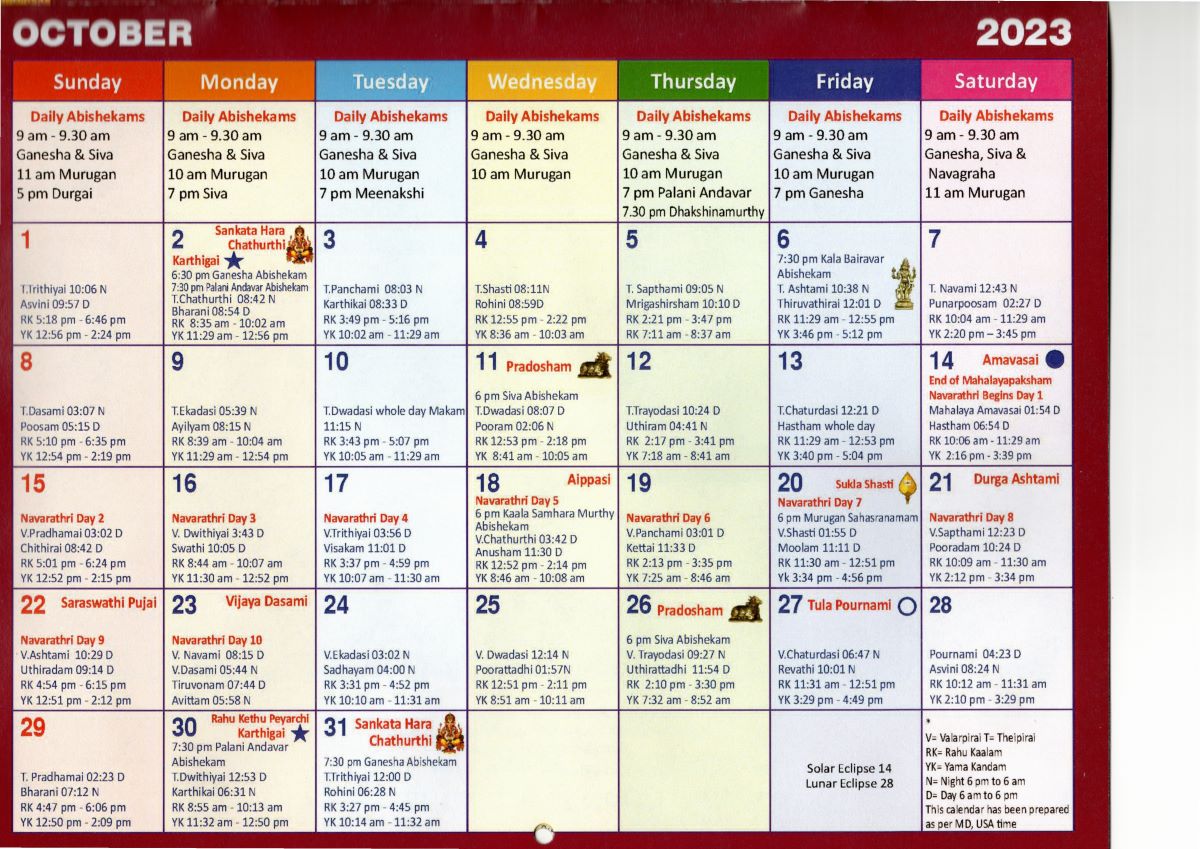 OCTOBER 2023
Sunday Monday Tuesday Wednesday Thursday Friday Saturday
Daily Abishekams
9 am - 9.30 am
Ganesha & Siva
11 am Murugan
5 pm Durgai
Daily Abishekams
9 am - 9.30 am
Ganesha & Siva
10 am Murugan
7 pm Siva
Daily Abishekams
9 am - 9.30 am
Ganesha & Siva
10 am Murugan
7 pm Meenakshi
Daily Abishekams
9 am - 9.30 am
Ganesha & Siva
10 am Murugan
Daily Abishekams
9 am - 9.30 am
Ganesha & Siva
10 am Murugan
7 pm Palani Andavar
7.30 pm Dhakshinamurthy
Daily Abishekams
9 am - 9.30 am
Ganesha & Siva
10 am Murugan
7 pm Ganesha
Daily Abishekams
9 am - 9.30 am
Ganesha, Siva &
Navagraha
11 am Murugan
1
T.Trithiyai 10:06 N
Asvini 09:57 D
RK 5:18 pm - 6:46 pm
YK 12:56 pm - 2:24 pm
2 Sankata Hara
Chathurthi
Karthigai
6:30 pm Ganesha Abishekam
7:30 pm Palani Andavar Abishekam
T.Chathurthi 08:42 N
Bharani 08:54 D
RK 8:35 am - 10:02 am
YK 11:29 am - 12:56 pm
3
T.Panchami 08:03 N
Karthikai 08:33 D
RK 3:49 pm - 5:16 pm
YK 10:02 am - 11:29 am
4
T.Shasti 08:11N
Rohini 08:59D
RK 12:55 pm - 2:22 pm
YK 8:36 am - 10:03 am
5
T. Sapthami 09:05 N
Mrigashirsham 10:10 D
RK 2:21 pm - 3:47 pm
YK 7:11 am - 8:37 am
6
7:30 pm Kala Bairavar
Abishekam
T. Ashtami 10:38 N
Thiruvathirai 12:01 D
RK 11:29 am - 12:55 pm
YK 3:46 pm - 5:12 pm
7
T. Navami 12:43 N
Punarpoosam 02:27 D
RK 10:04 am - 11:29 am
YK 2:20 pm – 3:45 pm
8
T.Dasami 03:07 N
Poosam 05:15 D
RK 5:10 pm - 6:35 pm
YK 12:54 pm - 2:19 pm
9
T.Ekadasi 05:39 N
Ayilyam 08:15 N
RK 8:39 am - 10:04 am
YK 11:29 am - 12:54 pm
10
T.Dwadasi whole day Makam
11:15 N
RK 3:43 pm - 5:07 pm
YK 10:05 am - 11:29 am
11 Pradosham
6 pm Siva Abishekam
T.Dwadasi 08:07 D
Pooram 02:06 N
RK 12:53 pm - 2:18 pm
YK 8:41 am - 10:05 am
12
T.Trayodasi 10:24 D
Uthiram 04:41 N
RK 2:17 pm - 3:41 pm
YK 7:18 am - 8:41 am
13
T.Chaturdasi 12:21 D
Hastham whole day
RK 11:29 am - 12:53 pm
YK 3:40 pm - 5:04 pm
14 Amavasai
End of Mahalayapaksham
Navarathri Begins Day 1
Mahalaya Amavasai 01:54 D
Hastham 06:54 D
RK 10:06 am - 11:29 am
YK 2:16 pm - 3:39 pm
15
Navarathri Day 2
V.Pradhamai 03:02 D
Chithirai 08:42 D
RK 5:01 pm - 6:24 pm
YK 12:52 pm - 2:15 pm
16
Navarathri Day 3
V. Dwithiyai 3:43 D
Swathi 10:05 D
RK 8:44 am - 10:07 am
YK 11:30 am - 12:52 pm
17
Navarathri Day 4
V.Trithiyai 03:56 D
Visakam 11:01 D
RK 3:37 pm - 4:59 pm
YK 10:07 am - 11:30 am
18 Aippasi
Navarathri Day 5
6 pm Kaala Samhara Murthy
Abishekam
V.Chathurthi 03:42 D
Anusham 11:30 D
RK 12:52 pm - 2:14 pm
YK 8:46 am - 10:08 am
19
Navarathri Day 6
V.Panchami 03:01 D
Kettai 11:33 D
RK 2:13 pm - 3:35 pm
YK 7:25 am - 8:46 am
20 Sukla Shasti
Navarathri Day 7
6 pm Murugan Sahasranamam
V.Shasti 01:55 D
Moolam 11:11 D
RK 11:30 am - 12:51 pm
YK 3:34 pm - 4:56 pm
21 Durga Ashtami
Navarathri Day 8
V.Sapthami 12:23 D
Pooradam 10:24 D
RK 10:09 am - 11:30 am
YK 2:12 pm - 3:34 pm
22 Saraswathi Pujai
Navarathri Day 9
V.Ashtami 10:29 D
Uthiradam 09:14 D
RK 4:54 pm - 6:15 pm
YK 12:51 pm - 2:12 pm
23 Vijaya Dasami
Navarathri Day 10
V. Navami 08:15 D
V.Dasami 05:44 N
Tiruvonam 07:44 D
Avittam 05:58 N
24
V.Ekadasi 03:02 N
Sadhayam 04:00 N
RK 3:31 pm - 4:52 pm
YK 10:10 am - 11:31 am
25
V. Dwadasi 12:14 N
Poorattadhi 01:57N
RK 12:51 pm - 2:11 pm
YK 8:51 am - 10:11 am
26 Pradosham
6 pm Siva Abishekam
V. Trayodasi 09:27 N
Uthirattadhi 11:54 D
RK 2:10 pm - 3:30 pm
YK 7:32 am - 8:52 am
27 Tula Pournami
V.Chaturdasi 06:47 N
Revathi 10:01 N
RK 11:31 am - 12:51 pm
YK 3:29 pm - 4:49 pm
28
Pournami 04:23 D
Asvini 08:24 N
RK 10:12 am - 11:31 am
YK 2:10 pm - 3:29 pm
29
T. Pradhamai 02:23 D
Bharani 07:12 N
RK 4:47 pm - 6:06 pm
YK 12:50 pm - 2:09 pm
30 Rahu Kethu Peyarchi
Karthigai
7:30 pm Palani Andavar
Abishekam
T.Dwithiyai 12:53 D
Karthikai 06:31 N
RK 8:55 am - 10:13 am
YK 11:32 am - 12:50 pm
31 Sankata Hara
Chathurthi
7:30 pm Ganesha Abishekam
T.Trithiyai 12:00 D
Rohini 06:28 N
RK 3:27 pm - 4:45 pm
YK 10:14 am - 11:32 am
Solar Eclipse 14
Lunar Eclipse 28
*
V= Valarpirai T= Theipirai
RK= Rahu Kaalam
YK= Yama Kandam
N= Night 6 pm to 6 am
D= Day 6 am to 6 pm
This calendar has been prepared
as per MD, USA time